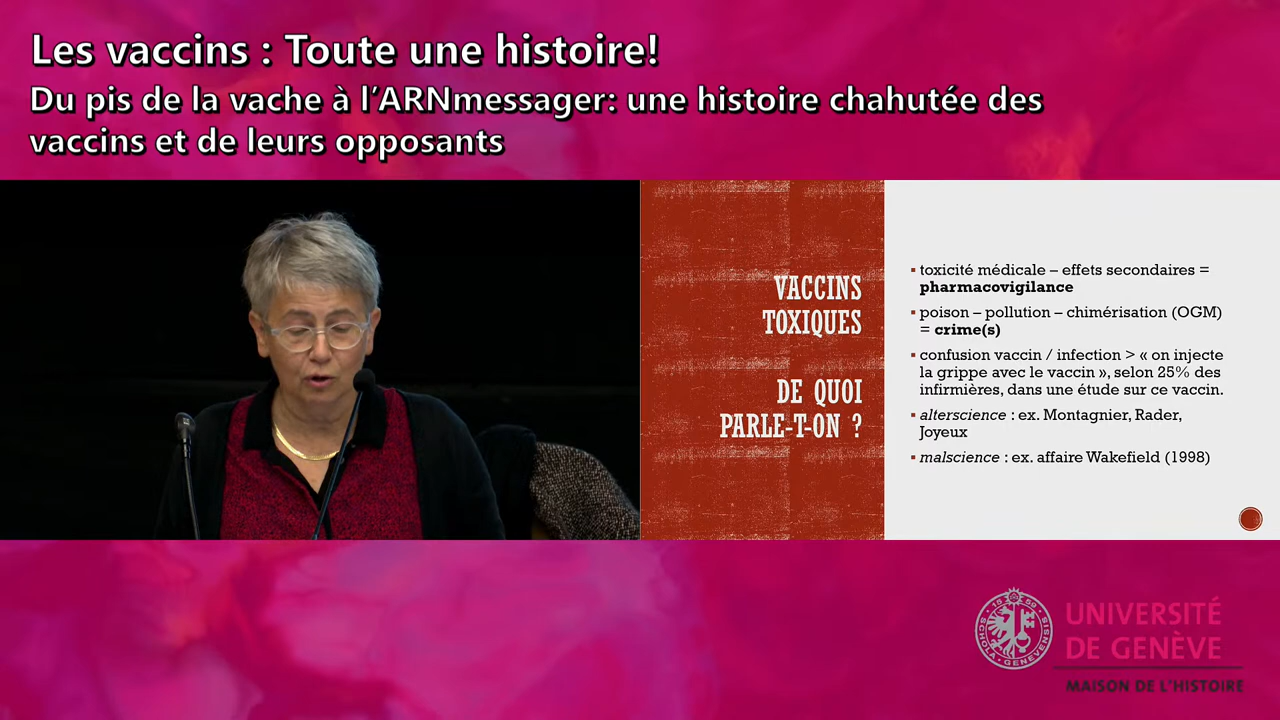 Les vaccins : Toute une histoire!
Du pis de la vache à l'ARNmessager: une histoire chahutée des
vaccins et de leurs opposants
VACCINS
TOXIQUES
DE QUOI
PARLE-T-ON ?
▪ toxicité médicale – effets secondaires =
pharmacovigilance
▪ poison – pollution – chimérisation (OGM)
= crime(s)
▪ confusion vaccin / infection > « on injecte
la grippe avec le vaccin », selon 25% des
infirmières, dans une étude sur ce vaccin.
▪ alterscience : ex. Montagnier, Rader,
Joyeux
▪ malscience : ex. affaire Wakefield (1998)
SCHOLA GENEVENSIS
1559
UNIVERSITÉ
DE GENÈVE
MAISON DE L'HISTOIRE